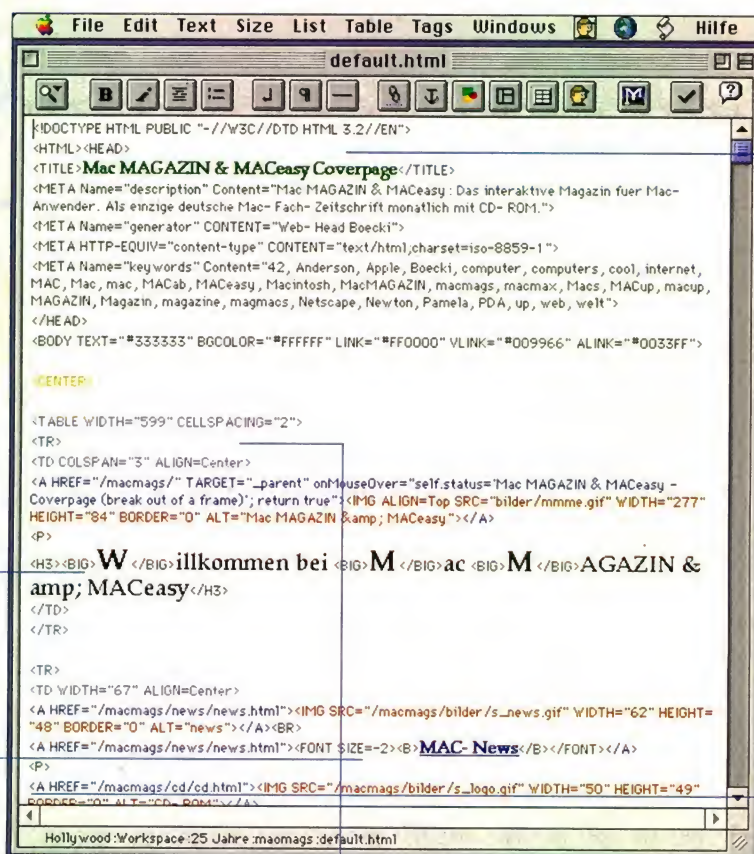 File Edit Text Size List Table Tags Windows Hilfe
default.html
<!DOCTYPE HTML PUBLIC "-//W3C//DTD HTML 3.2//EN">
<HTML><HEAD>
<TITLE>Mac MAGAZIN & MACeasy Coverpage</TITLE>
<META Name="description" Content="Mac MAGAZIN & MACeasy : Das interaktive Magazin fuer Mac-
Anwender. Als einzige deutsche Mac- Fach- Zeitschrift monatlich mit CD- ROM.">
<META Name="generator" CONTENT="Web- Head Boecki">
<META HTTP-EQUIV="content-type" CONTENT="text/html;charset=iso-8859-1">
<META Name="keywords" Content="42, Anderson, Apple, Boecki, computer, computers, cool, internet,
MAC, Mac, mac, MACab, MACeasy, Macintosh, MacMAGAZIN, macmags, macmax, Macs, MACup, macup,
MAGAZIN, Magazin, magazine, magmacs, Netscape, Newton, Pamela, PDA, up, web, welt">
</HEAD>
<BODY TEXT="#333333" BGCOLOR="#FFFFFF" LINK="#FF0000" VLINK="#009966" ALINK="#0033FF">
<CENTER>
<TABLE WIDTH="599" CELLSPACING="2">
<TR>
<TD COLSPAN="3" ALIGN=Center>
<A HREF="/macmags/" TARGET="_parent" onMouseOver="self.status='Mac MAGAZIN & MACeasy -
Coverpage (break out of a frame)'; return true"><IMG ALIGN=Top SRC="bilder/mmme.gif" WIDTH="277"
HEIGHT="84" BORDER="0" ALT="Mac MAGAZIN &amp; MACeasy"></A>
<P>
<H3><BIG>W </BIG>illkommen bei <BIG>M </BIG>ac <BIG>M </BIG>AGAZIN &
amp; MACeasy</H3>
</TD>
</TR>
<TR>
<TD WIDTH="67" ALIGN=Center>
<A HREF="/macmags/news/news.html"><IMG SRC="/macmags/bilder/s_news.gif" WIDTH="62" HEIGHT=
"48" BORDER="0" ALT="news"></A><BR>
<A HREF="/macmags/news/news.html"><FONT SIZE=-2><B>MAC- News</B></FONT></A>
<P>
<A HREF="/macmags/cd/cd.html"><IMG SRC="/macmags/bilder/s_logo.gif" WIDTH="50" HEIGHT="49"
BORDER="0" ALT="CD- ROM"></A>
Hollywood:Workspace:25 Jahre:maomags:default.html